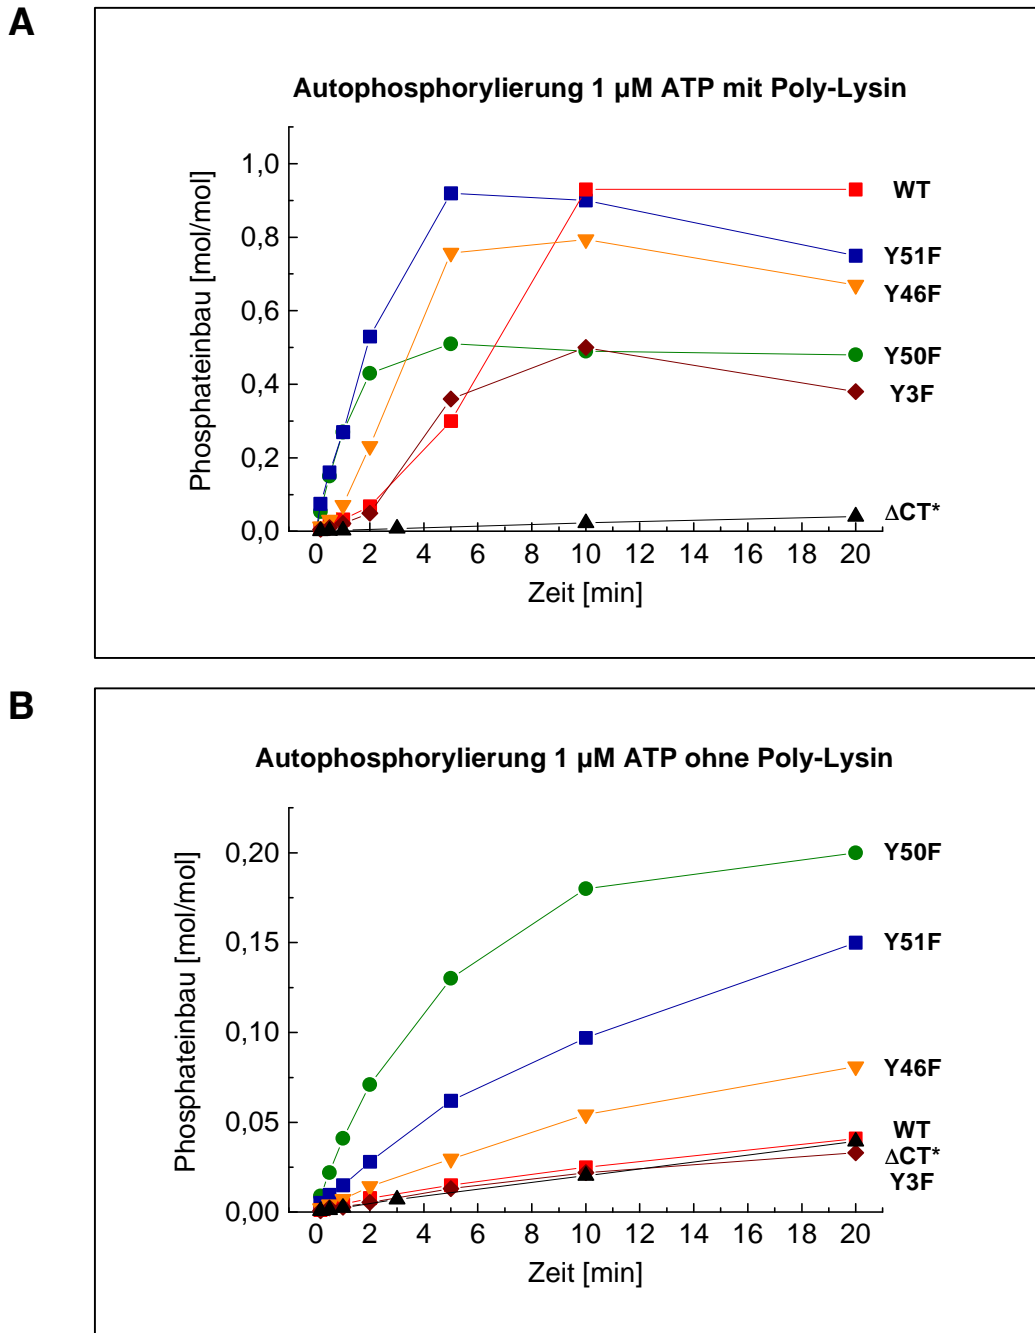 A
Autophosphorylierung 1 µM ATP mit Poly-Lysin
Phosphateinbau [mol/mol]
1,0
0,8
0,6
0,4
0,2
0,0
WT
Y51F
Y46F
Y50F
Y3F
ΔCT*
0 2 4 6 8 10 12 14 16 18 20
Zeit [min]
B
Autophosphorylierung 1 µM ATP ohne Poly-Lysin
Phosphateinbau [mol/mol]
0,20
0,15
0,10
0,05
0,00
Y50F
Y51F
Y46F
WT
ΔCT*
Y3F
0 2 4 6 8 10 12 14 16 18 20
Zeit [min]